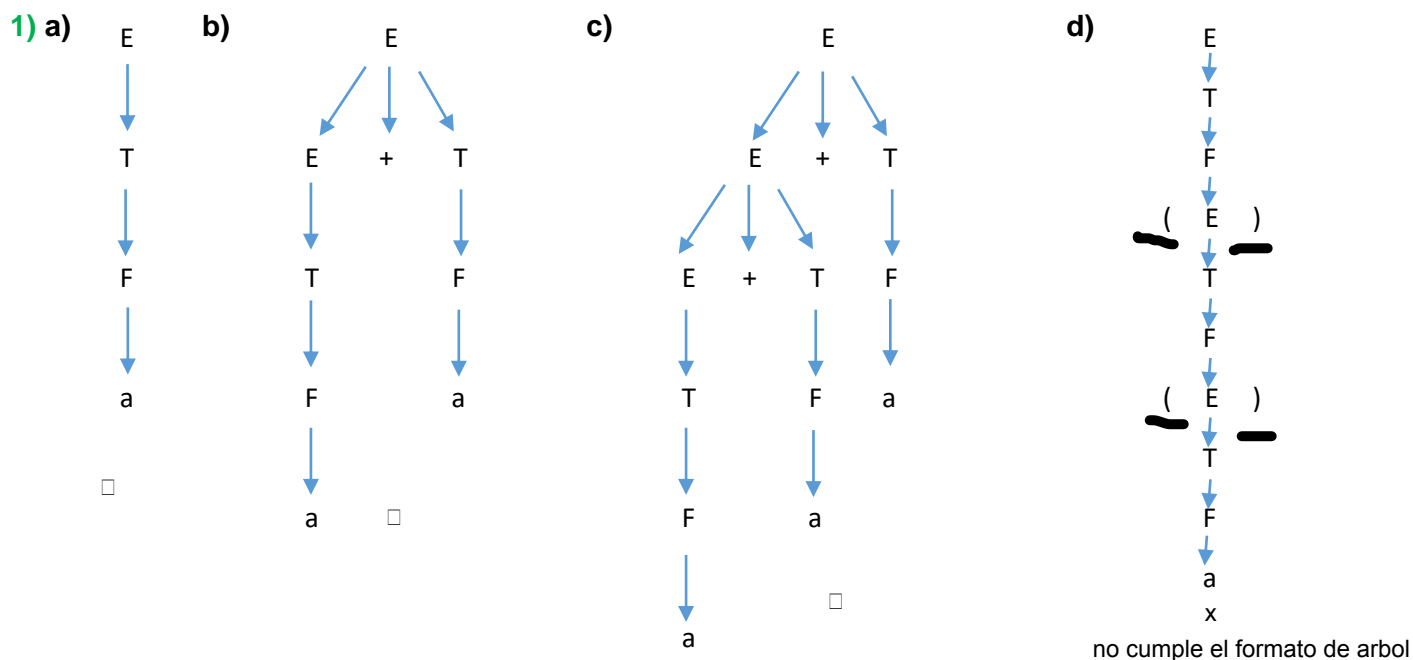 1) a) b) c) d)
E E E E
T
T E + T E + T F
( E )
F T F E + T F T
F
a F a T F a ( E )
T
a F a F
a
x
a
no cumple el formato de arbol